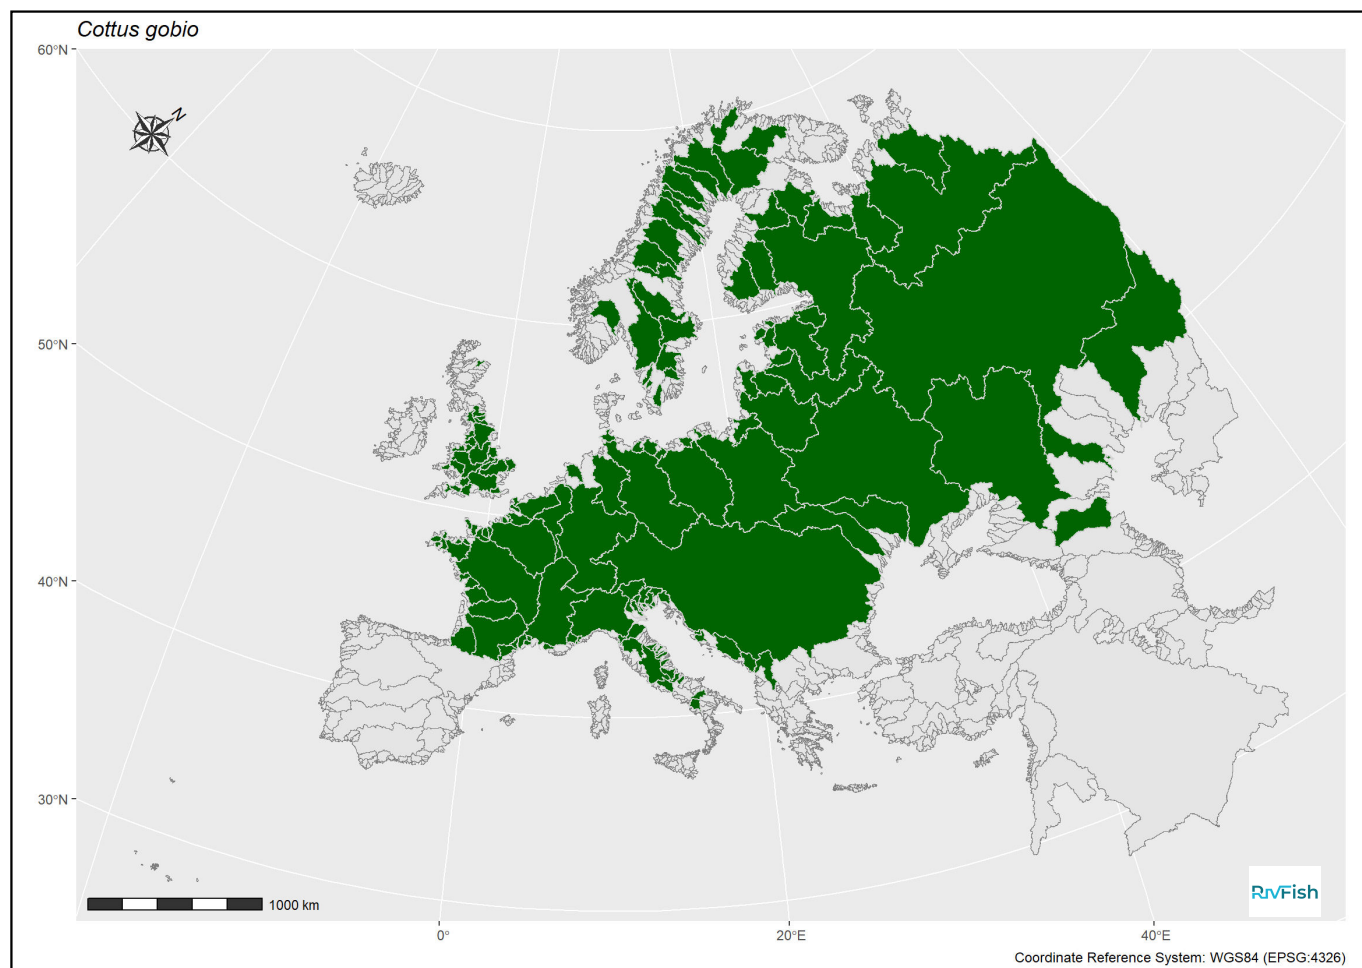 Cottus gobio
60°N
N
50°N
40°N
30°N
1000 km
RivFish
0°
20°E
40°E
Coordinate Reference System: WGS84 (EPSG:4326)